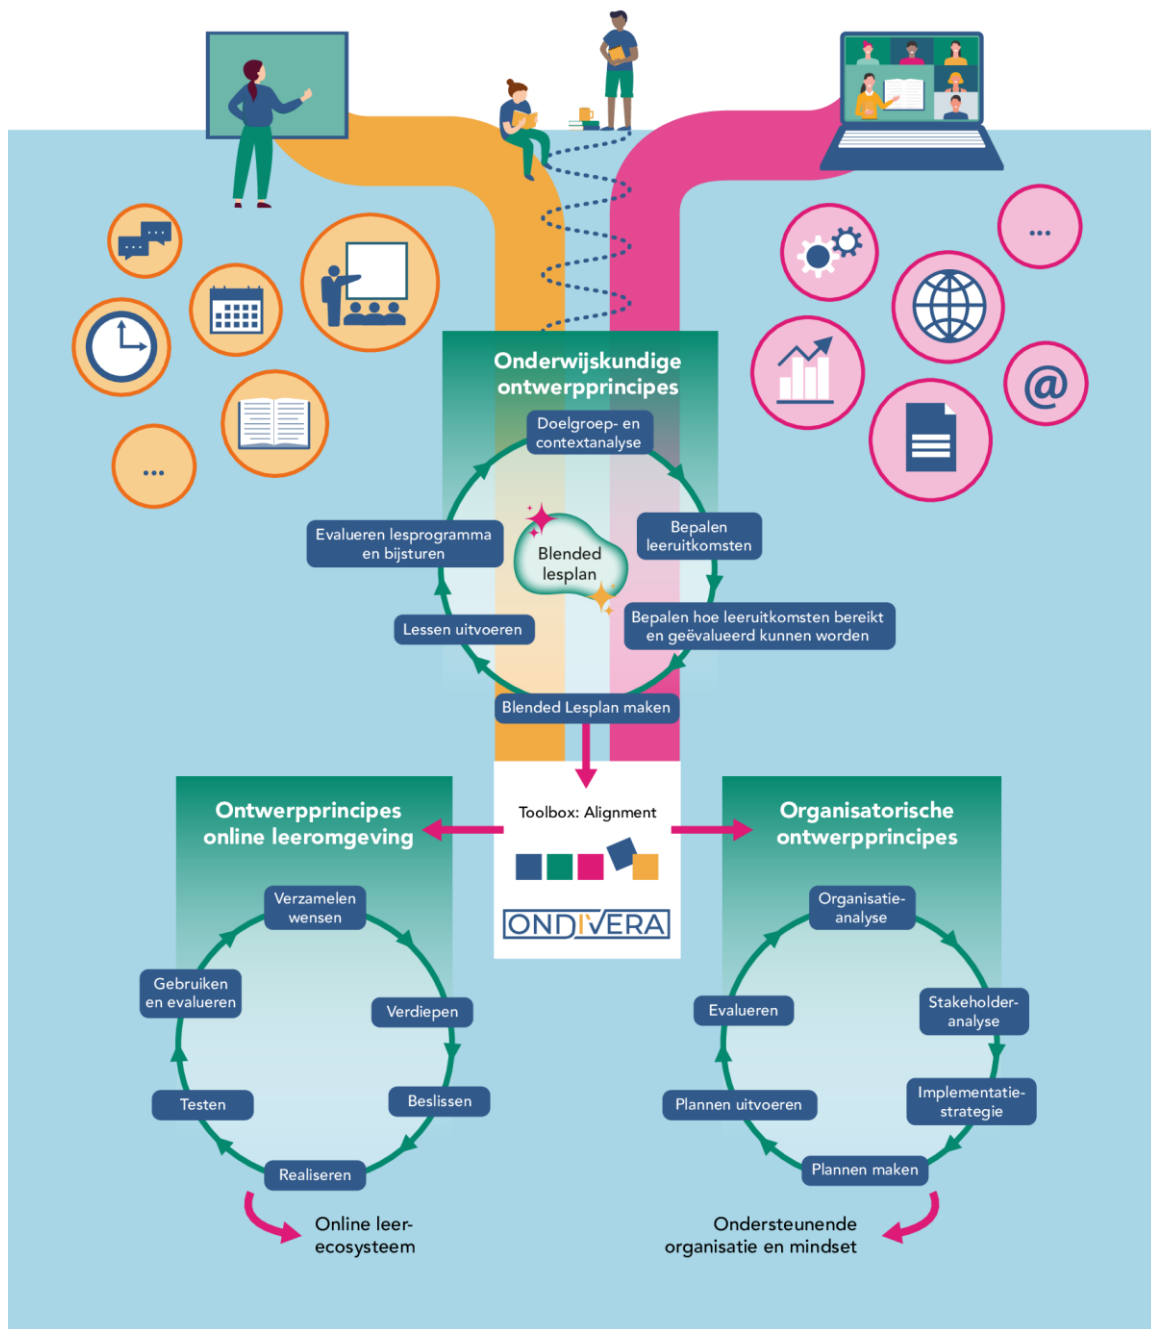 ...
...
@
Onderwijskundige
ontwerpprincipes
Doelgroep- en
contextanalyse
Bepalen
leeruitkomsten
Bepalen hoe leeruitkomsten bereikt
en geëvalueerd kunnen worden
Blended Lesplan maken
Lessen uitvoeren
Evalueren lesprogramma
en bijsturen
Blended
lesplan
Toolbox: Alignment
ONDIVERA
Ontwerpprincipes
online leeromgeving
Verzamelen
wensen
Verdiepen
Beslissen
Realiseren
Testen
Gebruiken
en evalueren
Online leer-
ecosysteem
Organisatorische
ontwerpprincipes
Organisatie-
analyse
Stakeholder-
analyse
Implementatie-
strategie
Plannen maken
Plannen uitvoeren
Evalueren
Ondersteunende
organisatie en mindset